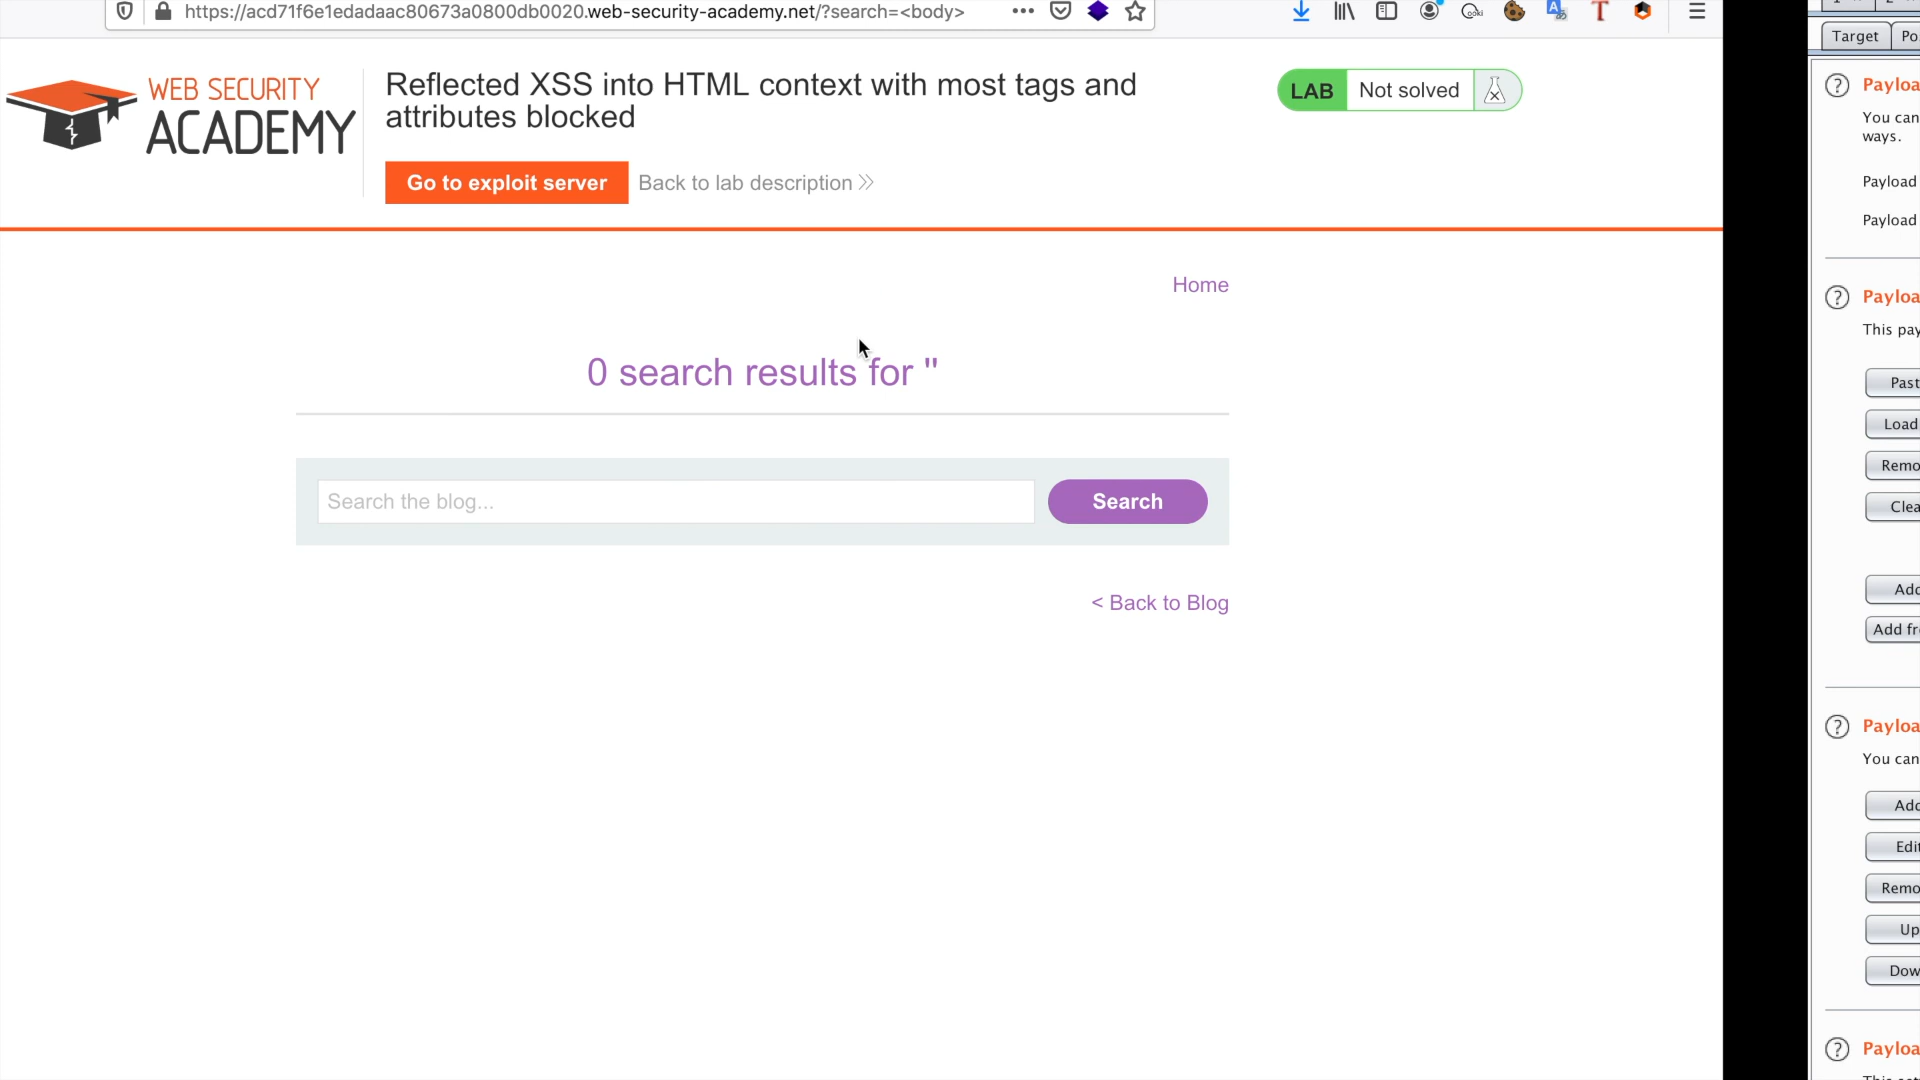 https://acd71f6e1edadaac80673a0800db0020.web-security-academy.net/?search=<body>
WEB SECURITY
ACADEMY
Reflected XSS into HTML context with most tags and
attributes blocked
LAB Not solved
Go to exploit server
Back to lab description
Home
0 search results for ''
Search the blog...
Search
< Back to Blog
Target
Po
Payloa
You can
ways.
Payload
Payload
Payloa
This pay
Past
Load
Remo
Clea
Add
Add fr
Payloa
You can
Add
Edit
Remo
Up
Dow
Payloa